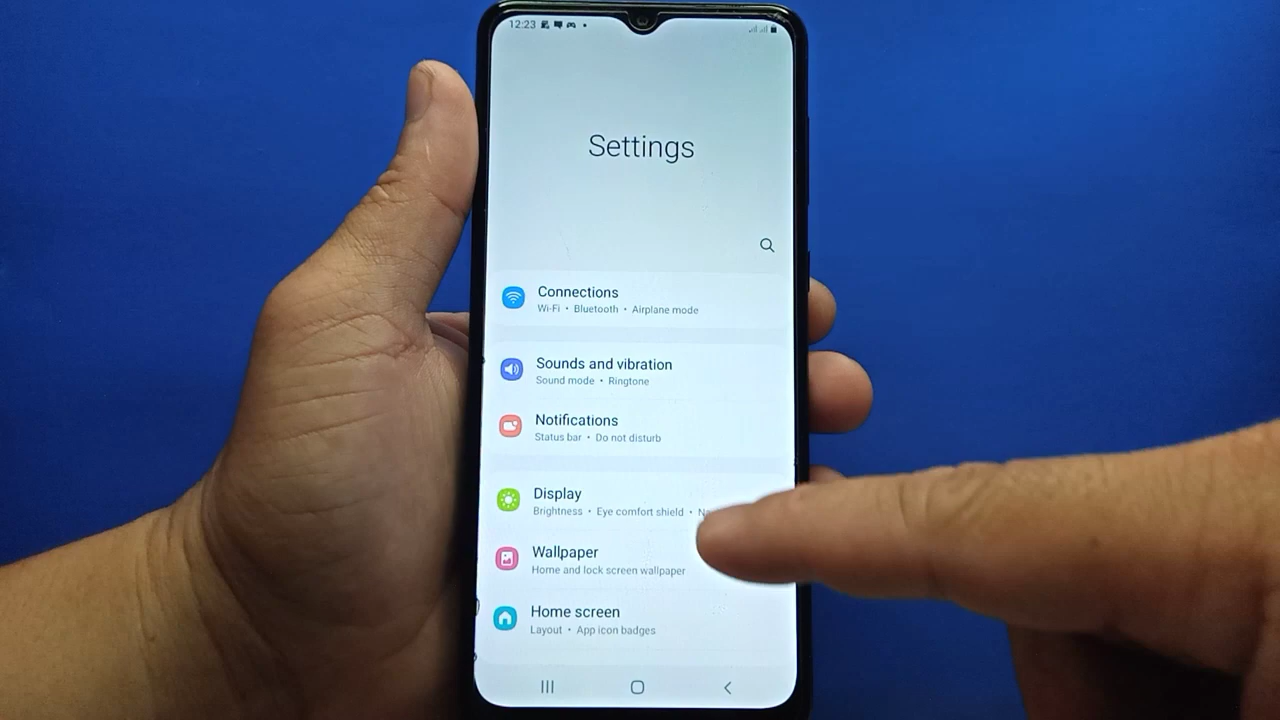 12:23
Settings
Connections
Wi-Fi • Bluetooth • Airplane mode
Sounds and vibration
Sound mode • Ringtone
Notifications
Status bar • Do not disturb
Display
Brightness • Eye comfort shield •
Wallpaper
Home and lock screen wallpaper
Home screen
Layout • App icon badges